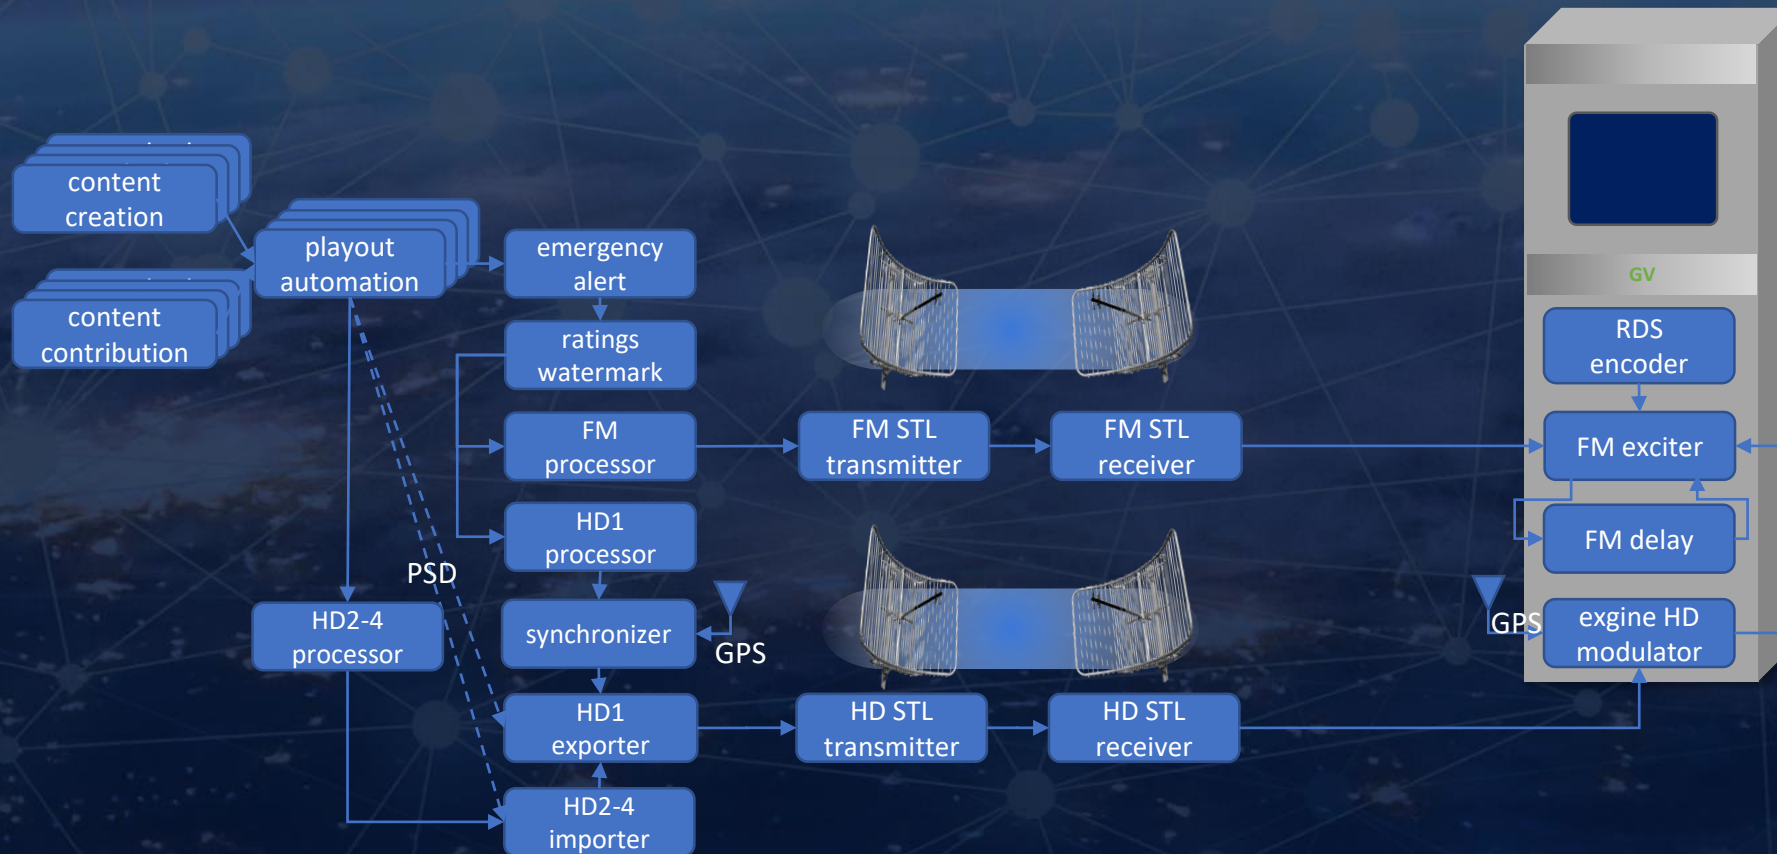 content
creation
content
contribution
playout
automation
emergency
alert
ratings
watermark
FM
processor
HD1
processor
PSD
HD2-4
processor
synchronizer
GPS
HD1
exporter
HD2-4
importer
FM STL
transmitter
FM STL
receiver
HD STL
transmitter
HD STL
receiver
GV
RDS
encoder
FM exciter
FM delay
GPS
exgine HD
modulator